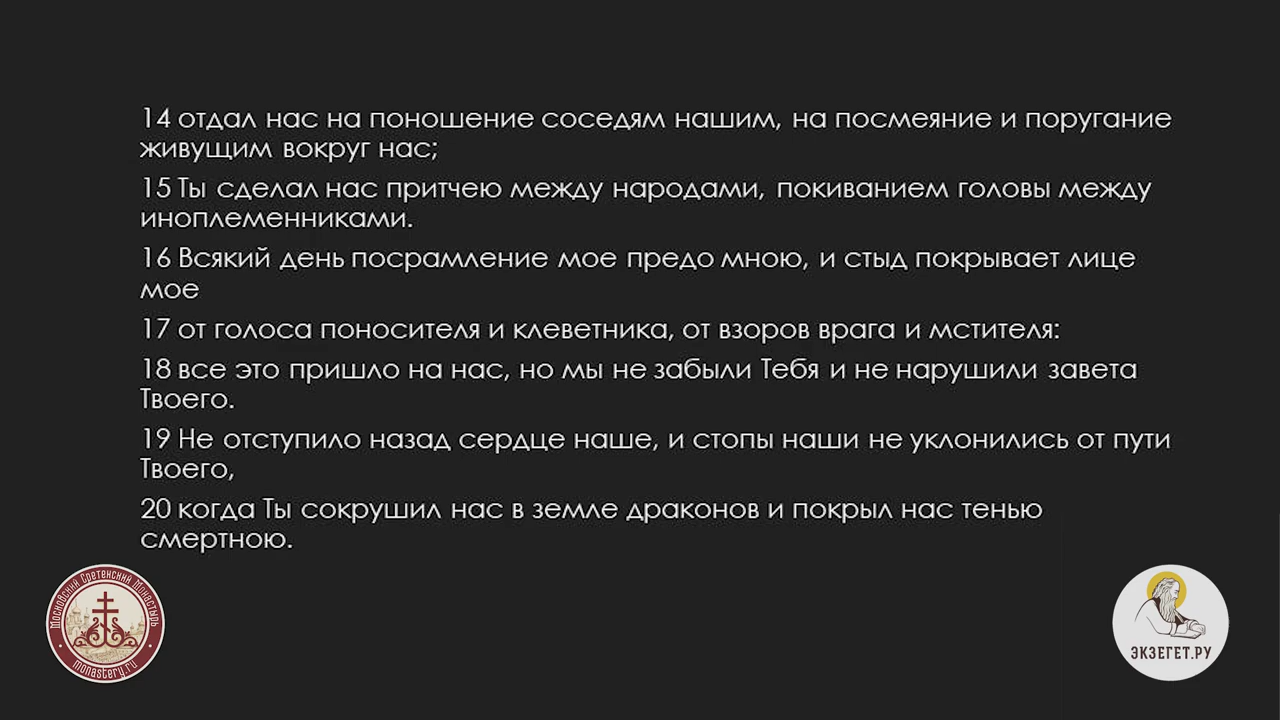 14 отдал нас на поношение соседям нашим, на посмеяние и поругание
живущим вокруг нас;
15 Ты сделал нас притчею между народами, покиванием головы между
иноплеменниками.
16 Всякий день посрамление мое предо мною, и стыд покрывает лице
мое
17 от голоса поносителя и клеветника, от взоров врага и мстителя:
18 все это пришло на нас, но мы не забыли Тебя и не нарушили завета
Твоего.
19 Не отступило назад сердце наше, и стопы наши не уклонились от пути
Твоего,
20 когда Ты сокрушил нас в земле драконов и покрыл нас тенью
смертною.
Московский Сретенский Монастырь
monastery.ru
ЭКЗЕГЕТ.РУ